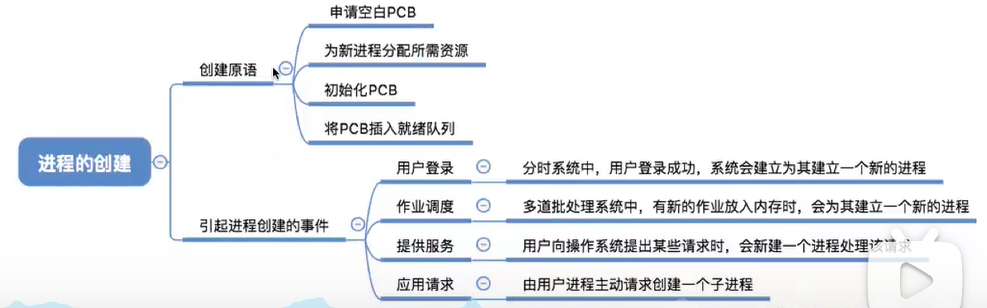 申请空白PCB
为新进程分配所需资源
创建原语
初始化PCB
将PCB插入就绪队列
进程的创建
用户登录 分时系统中，用户登录成功，系统会建立为其建立一个新的进程
作业调度 多道批处理系统中，有新的作业放入内存时，会为其建立一个新的进程
引起进程创建的事件
提供服务 用户向操作系统提出某些请求时，会新建一个进程处理该请求
应用请求 由用户进程主动请求创建一个子进程